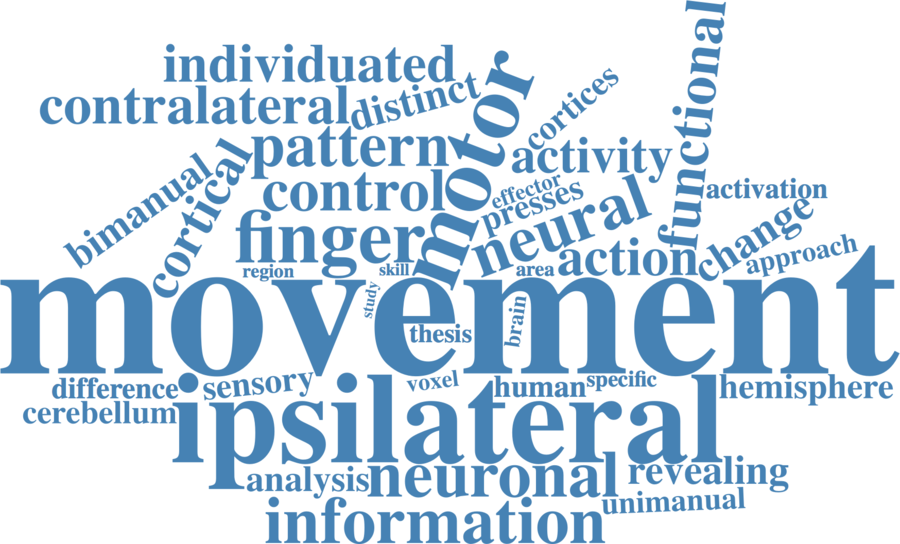 functional
individuated
motor
cortices
contralateral
distinct
pattern
activity
bimanual
cortical
control
effector
presses
activation
finger
neural
change
region
skill
area
action
approach
movement
study
thesis
brain
difference
sensory
voxel
human
specific
hemisphere
cerebellum
ipsilateral
analysis
neuronal
revealing
unimanual
information